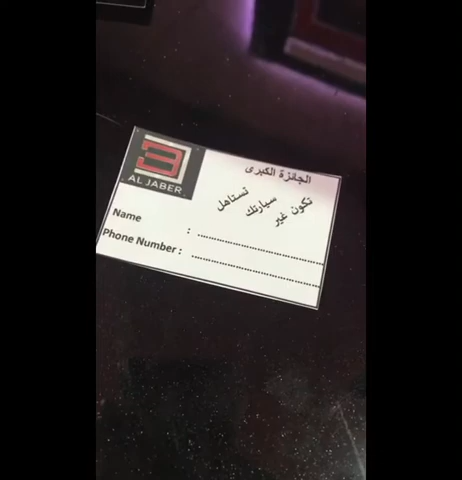 AL JABER
الجائزة الكبرى
تستاهل سيارتك تكون غير
Name : ........................................
Phone Number : ........................................